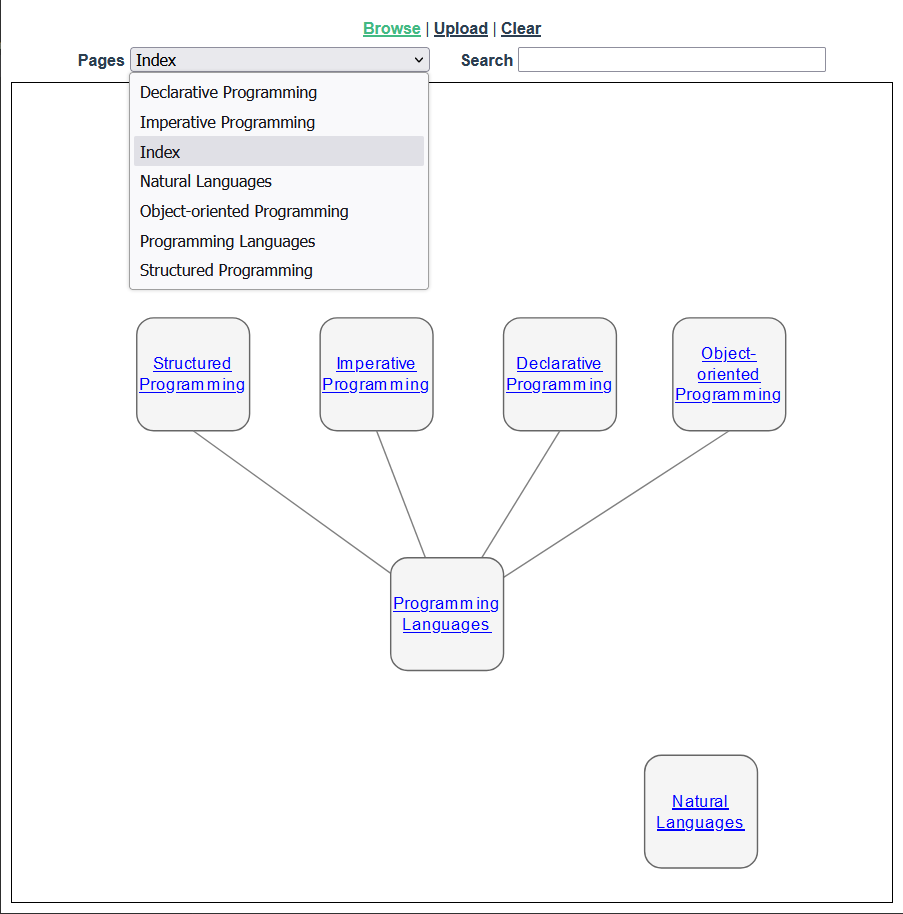 Browse | Upload | Clear
Pages Index Search
Declarative Programming
Imperative Programming
Index
Natural Languages
Object-oriented Programming
Programming Languages
Structured Programming
Structured
Programming
Imperative
Programming
Declarative
Programming
Object-
oriented
Programming
Programming
Languages
Natural
Languages